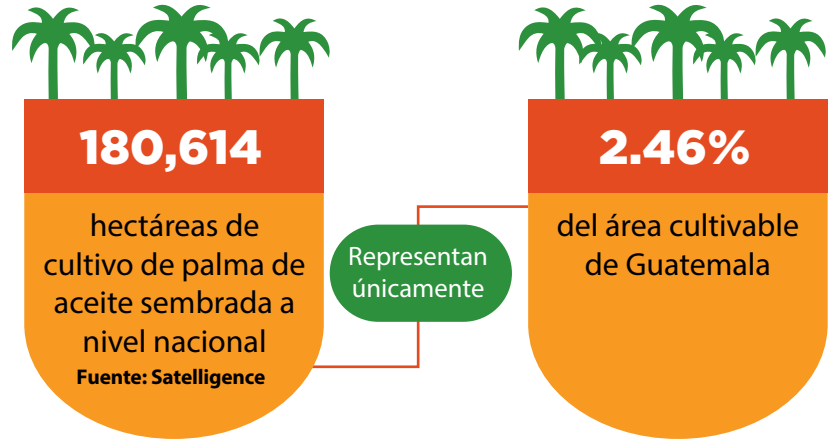 180,614
hectáreas de
cultivo de palma de
aceite sembrada a
nivel nacional
Fuente: Satelligence
Representan
únicamente
2.46%
del área cultivable
de Guatemala